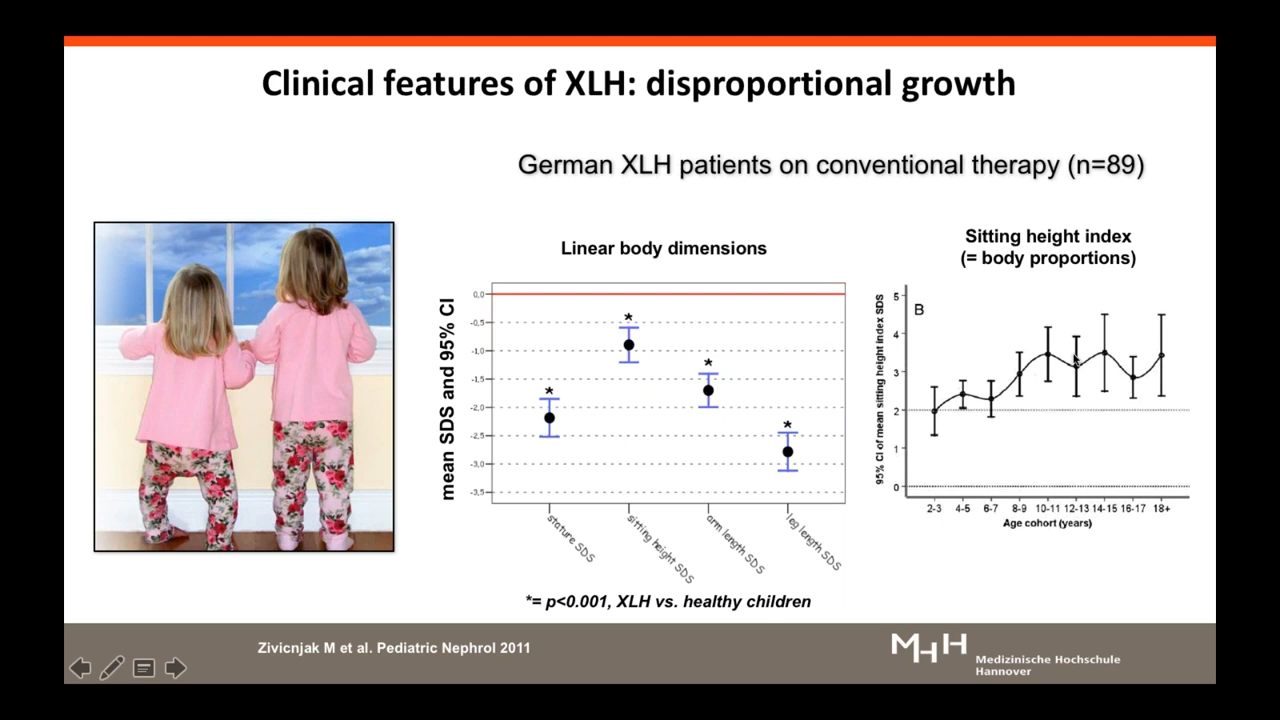 Clinical features of XLH: disproportional growth
German XLH patients on conventional therapy (n=89)
Linear body dimensions
mean SDS and 95% CI
0,0
-0,5
-1,0
-1,5
-2,0
-2,5
-3,0
-3,5
*
*
*
*
stature SDS
sitting height SDS
arm length SDS
leg length SDS
*= p<0.001, XLH vs. healthy children
Sitting height index
(= body proportions)
B
95% CI of mean sitting height index SDS
5
4
3
2
1
0
2-3 4-5 6-7 8-9 10-11 12-13 14-15 16-17 18+
Age cohort (years)
Zivicnjak M et al. Pediatric Nephrol 2011
MHH
Medizinische Hochschule
Hannover